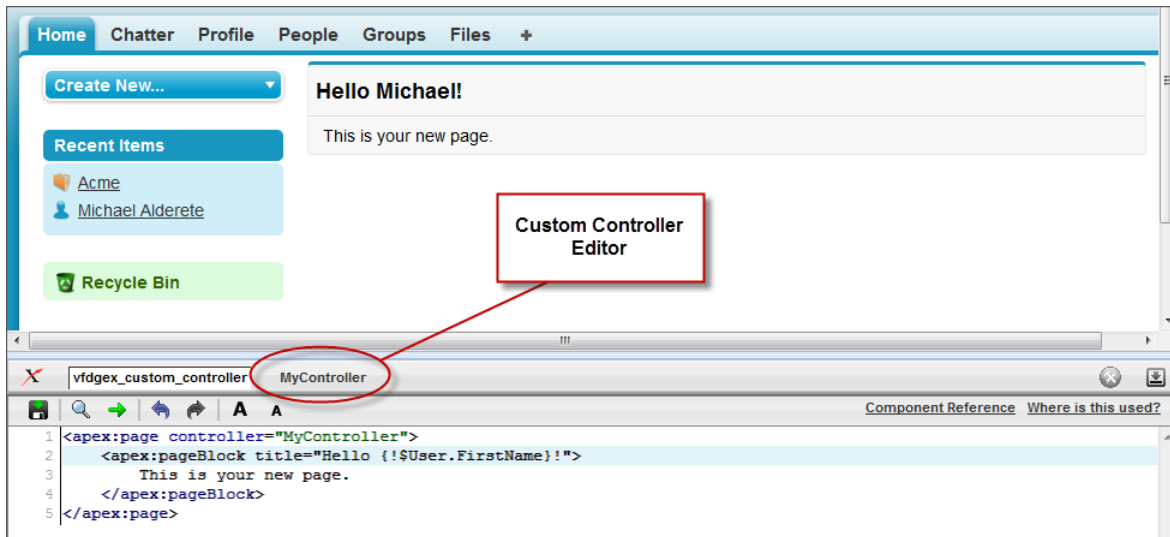 Home Chatter Profile People Groups Files +
Create New...
Hello Michael!
This is your new page.
Recent Items
Acme
Michael Alderete
Recycle Bin
Custom Controller
Editor
vfdgex_custom_controller MyController
A A Component Reference Where is this used?
1 <apex:page controller="MyController">
2 <apex:pageBlock title="Hello {!$User.FirstName}!">
3 This is your new page.
4 </apex:pageBlock>
5 </apex:page>